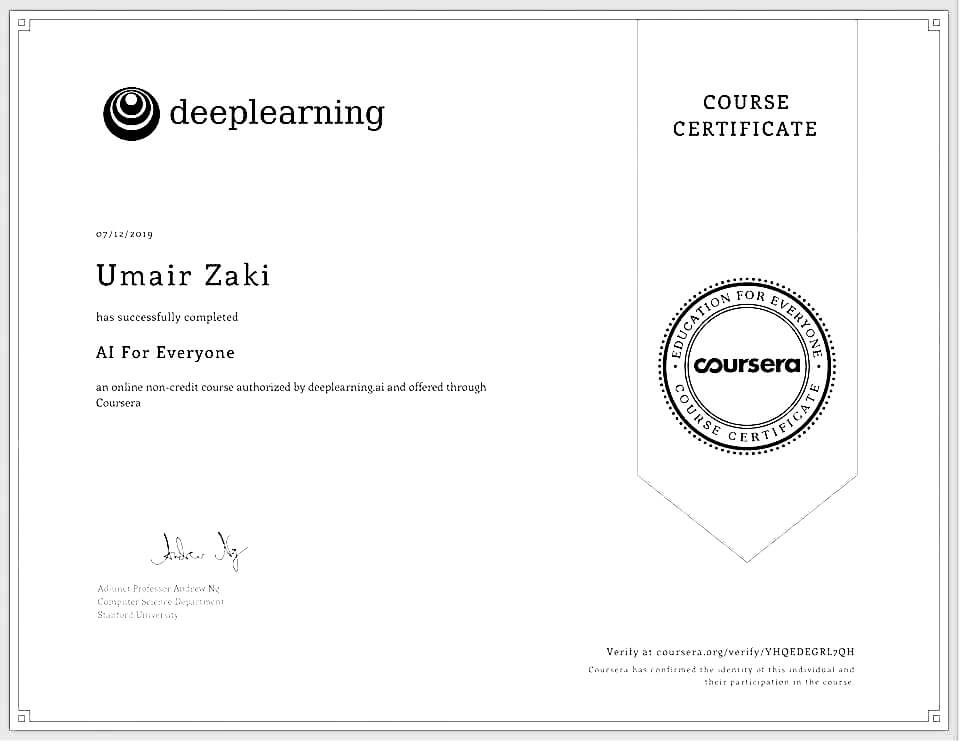 deeplearning
COURSE
CERTIFICATE
07/12/2019
Umair Zaki
has successfully completed
AI For Everyone
an online non-credit course authorized by deeplearning.ai and offered through
Coursera
EDUCATION FOR EVERYONE
coursera
COURSE CERTIFICATE
Andrew Ng
Adjunct Professor Andrew Ng
Computer Science Department
Stanford University
Verify at coursera.org/verify/YHQEDEGRL7QH
Coursera has confirmed the identity of this individual and
their participation in the course.